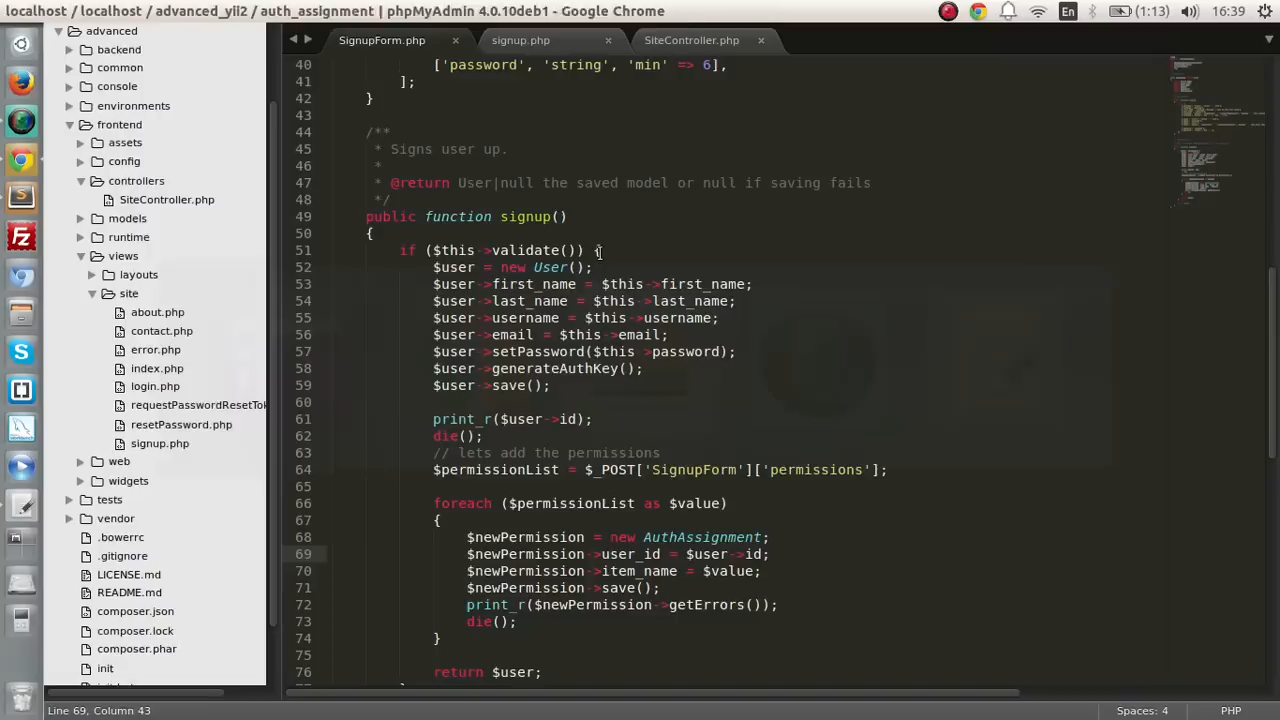 localhost / localhost / advanced_yii2 / auth_assignment | phpMyAdmin 4.0.10deb1 - Google Chrome
En
(1:13)
16:39
advanced
backend
common
console
environments
frontend
assets
config
controllers
SiteController.php
models
runtime
views
layouts
site
about.php
contact.php
error.php
index.php
login.php
requestPasswordResetTok
resetPassword.php
signup.php
web
widgets
tests
vendor
.bowerrc
.gitignore
LICENSE.md
README.md
composer.json
composer.lock
composer.phar
init
SignupForm.php
signup.php
SiteController.php
40 ['password', 'string', 'min' => 6],
41 ];
42 }
43
44 /**
45 * Signs user up.
46 *
47 * @return User|null the saved model or null if saving fails
48 */
49 public function signup()
50 {
51 if ($this->validate()) {
52 $user = new User();
53 $user->first_name = $this->first_name;
54 $user->last_name = $this->last_name;
55 $user->username = $this->username;
56 $user->email = $this->email;
57 $user->setPassword($this->password);
58 $user->generateAuthKey();
59 $user->save();
60
61 print_r($user->id);
62 die();
63 // lets add the permissions
64 $permissionList = $_POST['SignupForm']['permissions'];
65
66 foreach ($permissionList as $value)
67 {
68 $newPermission = new AuthAssignment;
69 $newPermission->user_id = $user->id;
70 $newPermission->item_name = $value;
71 $newPermission->save();
72 print_r($newPermission->getErrors());
73 die();
74 }
75
76 return $user;
Line 69, Column 43
Spaces: 4
PHP